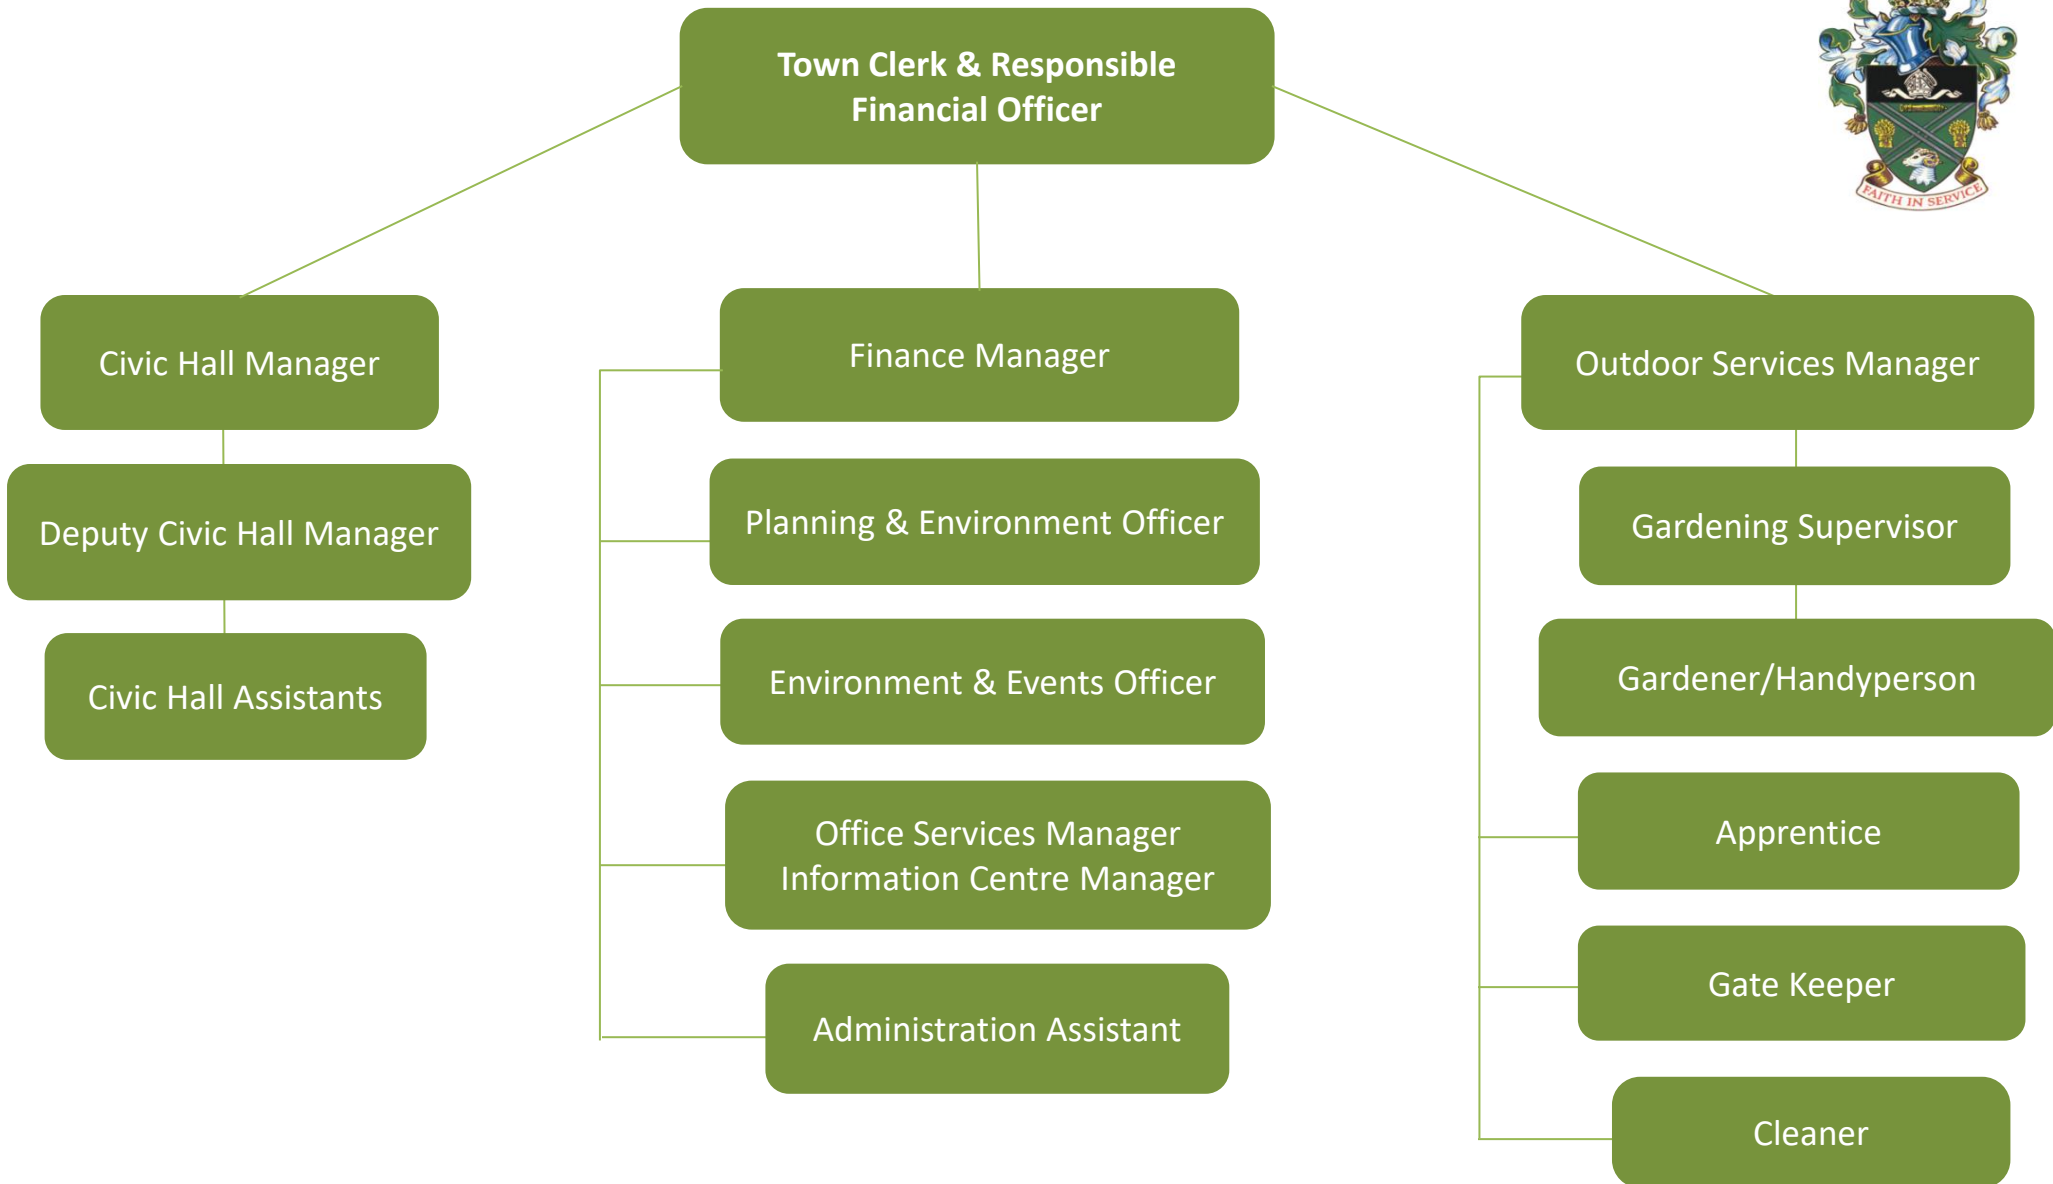 Town Clerk & Responsible
Financial Officer
FAITH IN SERVICE
Civic Hall Manager
Deputy Civic Hall Manager
Civic Hall Assistants
Finance Manager
Planning & Environment Officer
Environment & Events Officer
Office Services Manager
Information Centre Manager
Administration Assistant
Outdoor Services Manager
Gardening Supervisor
Gardener/Handyperson
Apprentice
Gate Keeper
Cleaner